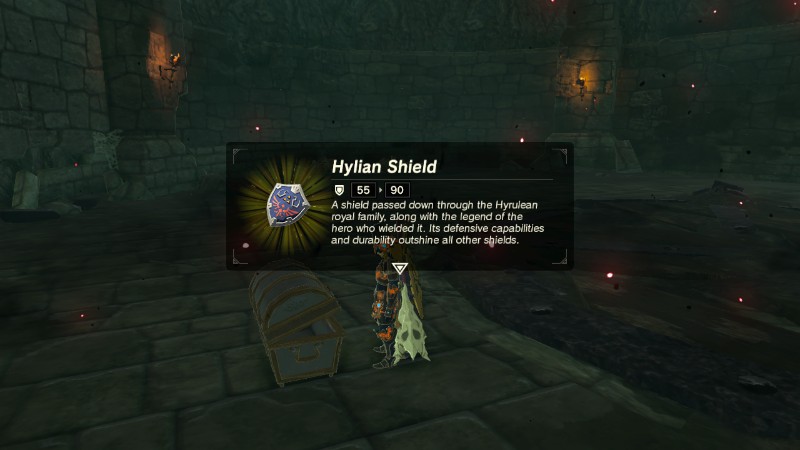 Hylian Shield
55 90
A shield passed down through the Hyrulean
royal family, along with the legend of the
hero who wielded it. Its defensive capabilities
and durability outshine all other shields.